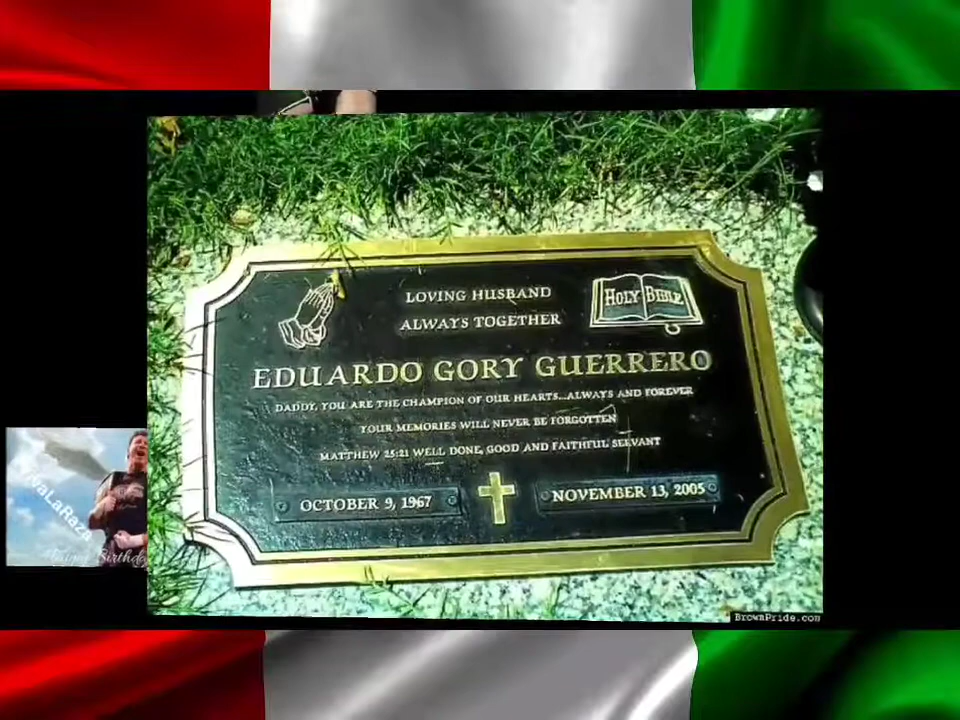 LOVING HUSBAND
ALWAYS TOGETHER
HOLY BIBLE
EDUARDO GORY GUERRERO
DADDY, YOU ARE THE CHAMPION OF OUR HEARTS...ALWAYS AND FOREVER
YOUR MEMORIES WILL NEVER BE FORGOTTEN
MATTHEW 25:21 WELL DONE, GOOD AND FAITHFUL SERVANT
OCTOBER 9, 1967
NOVEMBER 13, 2005
#VivaLaRaza
Happy Birthday
BrownPride.com